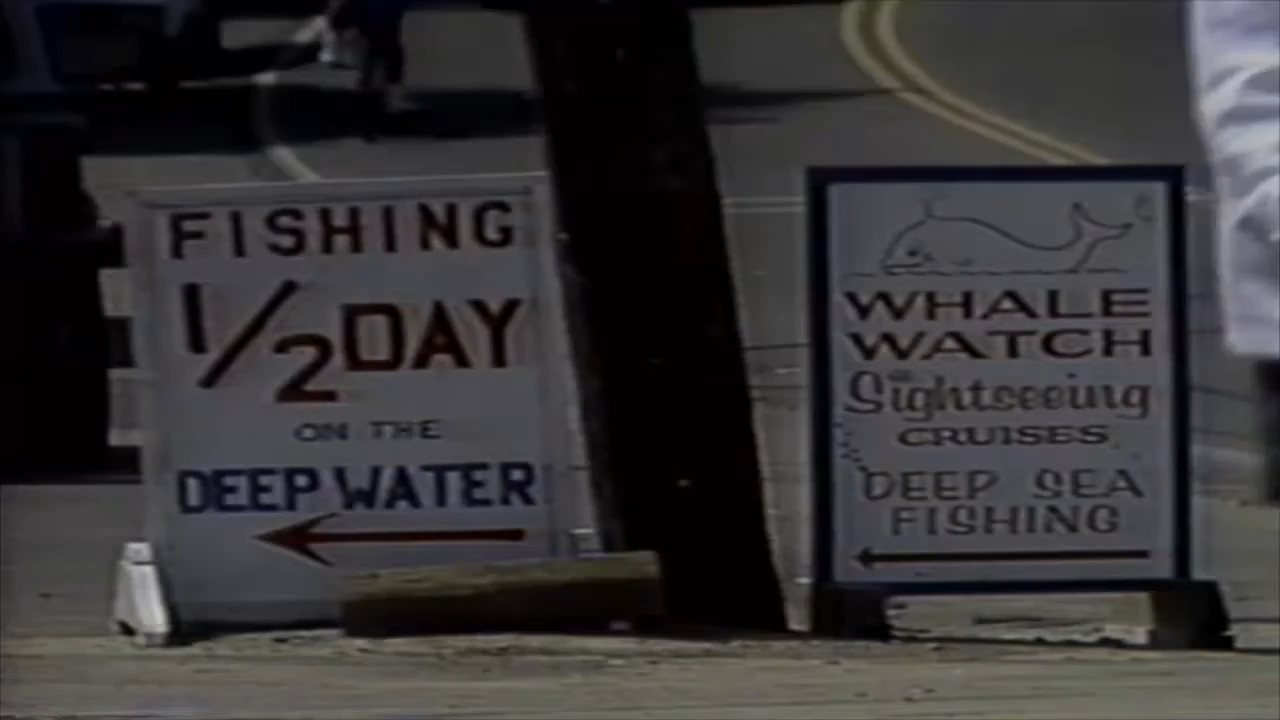 FISHING
1/2 DAY
ON THE
DEEP WATER
WHALE
WATCH
Sightseeing
CRUISES
DEEP SEA
FISHING